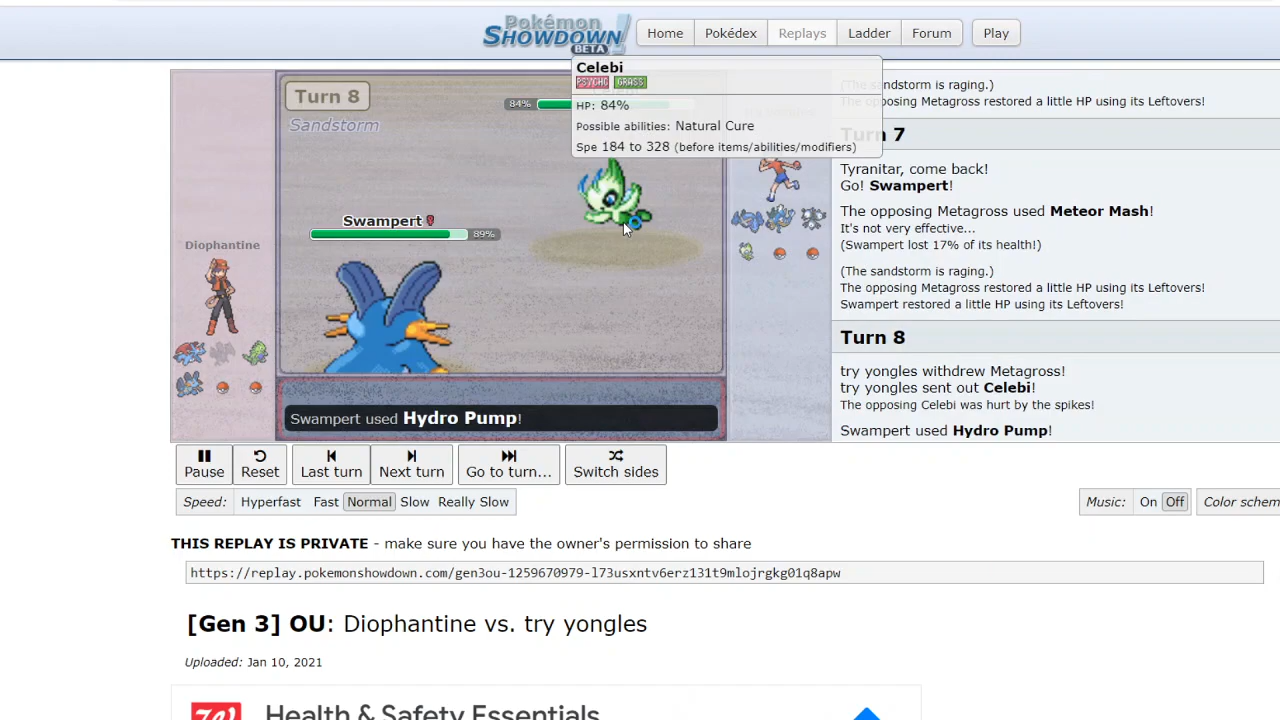 Pokémon
SHOWDOWN!
BETA
Home
Pokédex
Replays
Ladder
Forum
Play
Turn 8
Sandstorm
Celebi
PSYCHC GRASS
HP: 84%
Possible abilities: Natural Cure
Spe 184 to 328 (before items/abilities/modifiers)
84%
Swampert
89%
Diophantine
Swampert used Hydro Pump!
(The sandstorm is raging.)
The opposing Metagross restored a little HP using its Leftovers!
Turn 7
Tyranitar, come back!
Go! Swampert!
The opposing Metagross used Meteor Mash!
It's not very effective...
(Swampert lost 17% of its health!)
(The sandstorm is raging.)
The opposing Metagross restored a little HP using its Leftovers!
Swampert restored a little HP using its Leftovers!
Turn 8
try yongles withdrew Metagross!
try yongles sent out Celebi!
The opposing Celebi was hurt by the spikes!
Swampert used Hydro Pump!
Pause
Reset
Last turn
Next turn
Go to turn...
Switch sides
Speed: Hyperfast Fast Normal Slow Really Slow
Music: On Off
Color schem
THIS REPLAY IS PRIVATE - make sure you have the owner's permission to share
https://replay.pokemonshowdown.com/gen3ou-1259670979-l73usxntv6erz131t9mlojrgkg01q8apw
[Gen 3] OU: Diophantine vs. try yongles
Uploaded: Jan 10, 2021
Health & Safety Essentials